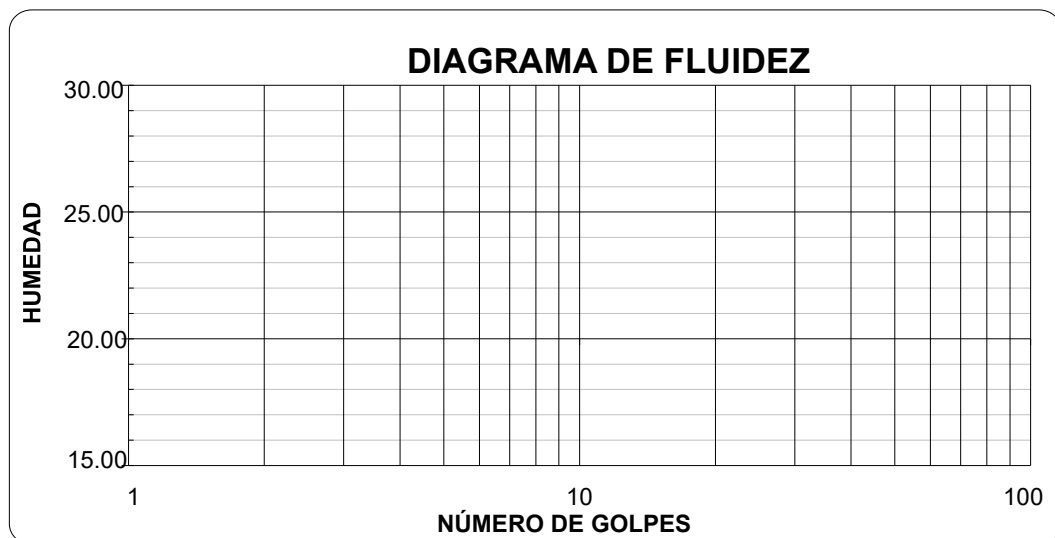 DIAGRAMA DE FLUIDEZ
30.00
25.00
20.00
15.00
HUMEDAD
1 10 100
NÚMERO DE GOLPES